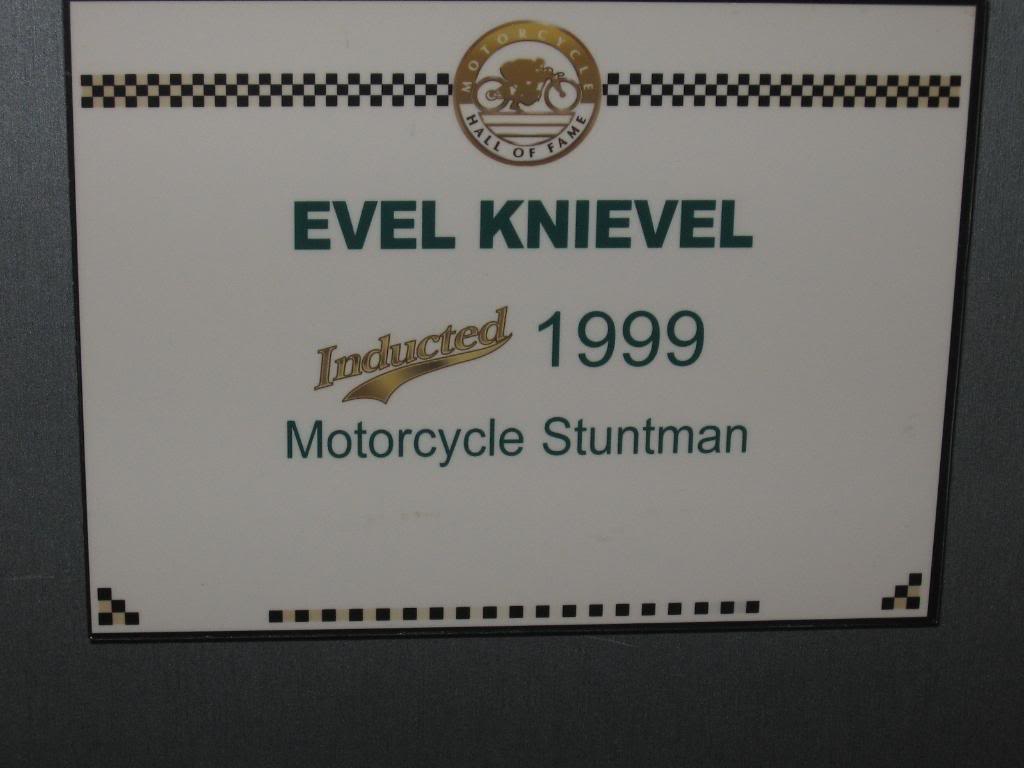 MOTORCYCLE
HALL OF FAME
EVEL KNIEVEL
Inducted 1999
Motorcycle Stuntman